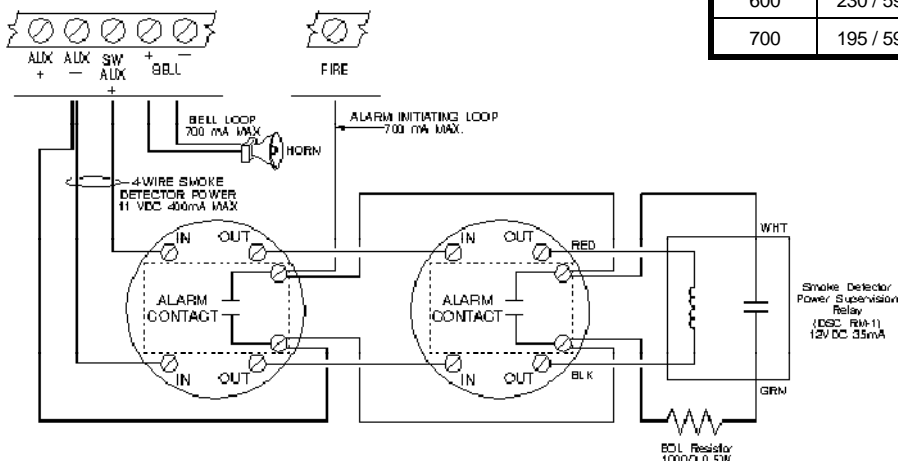 600 230 / 59
700 195 / 59
AUX +
AUX —
SW AUX +
+ BELL —
FIRE
BELL LOOP
700 mA MAX
HORN
ALARM INITIATING LOOP
700 mA MAX.
4-WIRE SMOKE
DETECTOR POWER
11 VDC 400mA MAX
IN OUT
ALARM
CONTACT
IN OUT
IN OUT
ALARM
CONTACT
IN OUT
RED
BLK
WHT
GRN
Smoke Detector
Power Supervision
Relay
(DSC RM-1)
12VDC 35mA
EOL Resistor